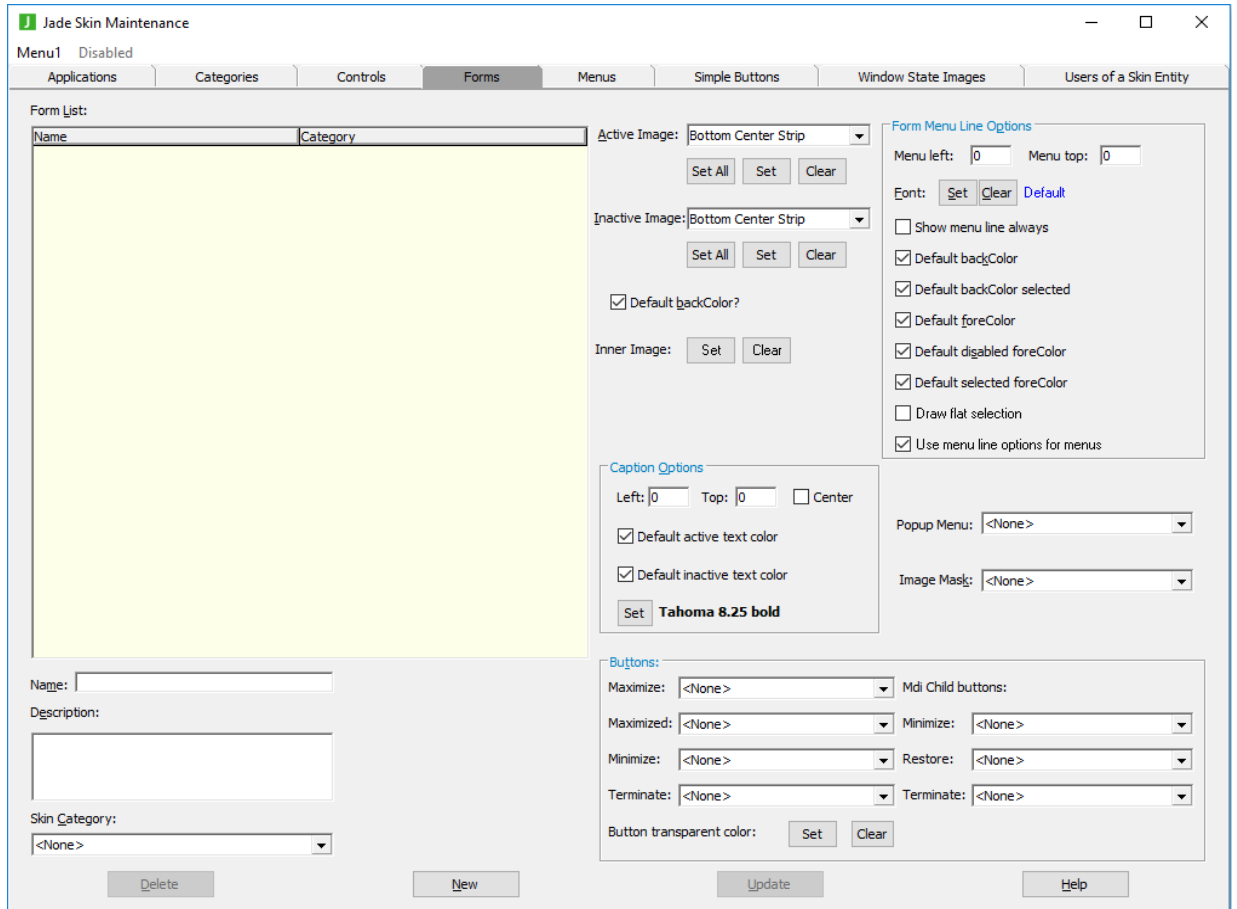 Jade Skin Maintenance
Menu1 Disabled
Applications Categories Controls Forms Menus Simple Buttons Window State Images Users of a Skin Entity
Form List:
Name Category
Active Image: Bottom Center Strip
Set All Set Clear
Inactive Image: Bottom Center Strip
Set All Set Clear
Default backColor?
Inner Image: Set Clear
Form Menu Line Options
Menu left: 0 Menu top: 0
Font: Set Clear Default
Show menu line always
Default backColor
Default backColor selected
Default foreColor
Default disabled foreColor
Default selected foreColor
Draw flat selection
Use menu line options for menus
Caption Options
Left: 0 Top: 0 Center
Default active text color
Default inactive text color
Set Tahoma 8.25 bold
Popup Menu: <None>
Image Mask: <None>
Name:
Description:
Skin Category:
<None>
Buttons:
Maximize: <None> Mdi Child buttons:
Maximized: <None> Minimize: <None>
Minimize: <None> Restore: <None>
Terminate: <None> Terminate: <None>
Button transparent color: Set Clear
Delete New Update Help